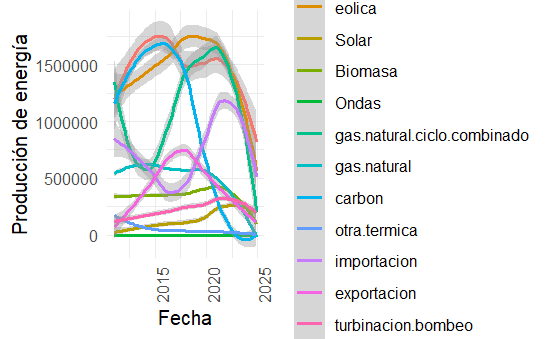 Producción de energía
1500000
1000000
500000
0
2015
2020
2025
Fecha
eolica
Solar
Biomasa
Ondas
gas.natural.ciclo.combinado
gas.natural
carbon
otra.termica
importacion
exportacion
turbinacion.bombeo